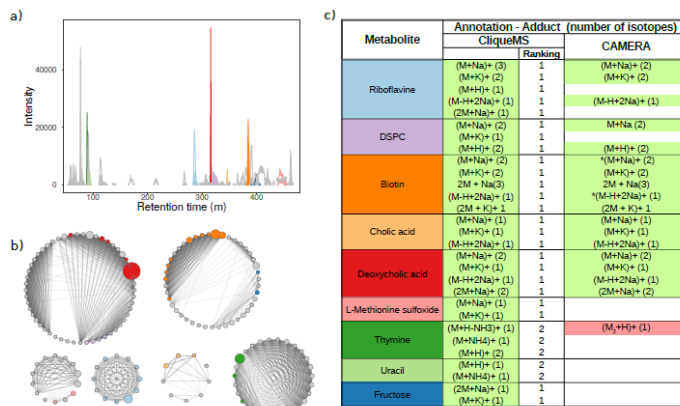 a)
Intensity
40000
20000
0
100
200
300
400
Retention time (m)
b)
c)
Metabolite
Annotation - Adduct (number of isotopes)
CliqueMS
CAMERA
Ranking
Riboflavine
(M+Na)+ (3) 1 (M+Na)+ (2)
(M+K)+ (2) 1 (M+K)+ (2)
(M+H)+ (1) 1
(M-H+2Na)+ (1) 1 (M-H+2Na)+ (1)
(2M+Na)+ (1) 1
DSPC
(M+Na)+ (2) 1 M+Na (2)
(M+K)+ (1) 1
(M+H)+ (2) 1 (M+H)+ (2)
Biotin
(M+Na)+ (2) 1 *(M+Na)+ (2)
(M+K)+ (2) 1 (M+K)+ (2)
2M + Na(3) 1 2M + Na(3)
(M-H+2Na)+ (1) 1 *(M-H+2Na)+ (1)
(2M + K)+ 1 1 (2M + K)+ 1
Cholic acid
(M+Na)+ (1) 1 (M+Na)+ (1)
(M+K)+ (1) 1 (M+K)+ (1)
(M-H+2Na)+ (1) 1 (M-H+2Na)+ (1)
Deoxycholic acid
(M+Na)+ (2) 1 (M+Na)+ (2)
(M+K)+ (1) 1 (M+K)+ (1)
(M-H+2Na)+ (1) 1 (M-H+2Na)+ (1)
(2M+Na)+ (2) 1 (2M+Na)+ (2)
L-Methionine sulfoxide
(M+Na)+ (1) 1
(M+K)+ (1) 1
Thymine
(M+H-NH3)+ (1) 2 (M₂+H)+ (1)
(M+NH4)+ (1) 2
(M+H)+ (2) 2
Uracil
(M+H)+ (1) 2
(M+NH4)+ (1) 2
Fructose
(2M+Na)+ (1) 1
(M+K)+ (1) 1